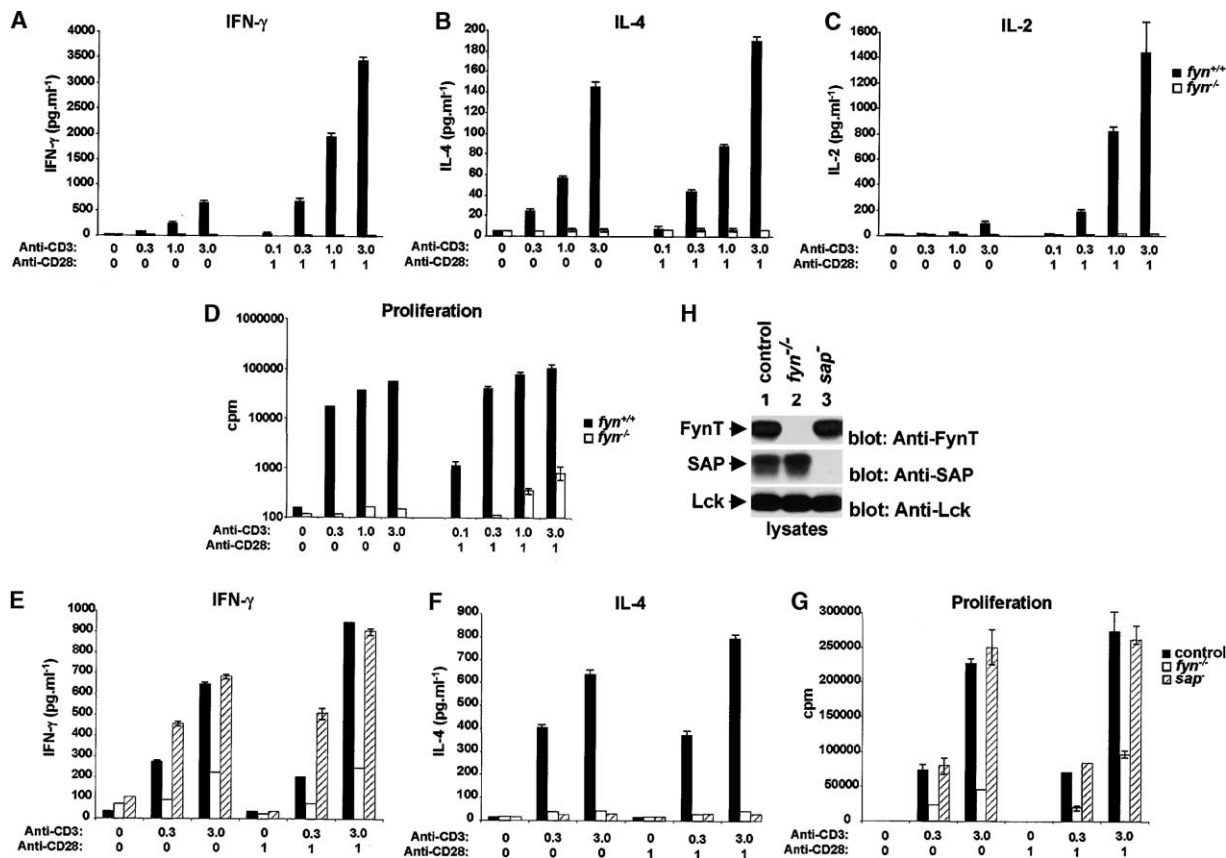 A
IFN-γ
IFN-γ (pg.ml⁻¹)
4000
3500
3000
2500
2000
1500
1000
500
0
Anti-CD3: 0 0.3 1.0 3.0 0.1 0.3 1.0 3.0
Anti-CD28: 0 0 0 0 1 1 1 1
B
IL-4
IL-4 (pg.ml⁻¹)
200
180
160
140
120
100
80
60
40
20
0
Anti-CD3: 0 0.3 1.0 3.0 0.1 0.3 1.0 3.0
Anti-CD28: 0 0 0 0 1 1 1 1
C
IL-2
IL-2 (pg.ml⁻¹)
1600
1400
1200
1000
800
600
400
200
0
fyn+/+
fyn-/-
Anti-CD3: 0 0.3 1.0 3.0 0.1 0.3 1.0 3.0
Anti-CD28: 0 0 0 0 1 1 1 1
D
Proliferation
cpm
1000000
100000
10000
1000
100
fyn+/+
fyn-/-
Anti-CD3: 0 0.3 1.0 3.0 0.1 0.3 1.0 3.0
Anti-CD28: 0 0 0 0 1 1 1 1
H
control fyn-/- sap-
1 2 3
FynT blot: Anti-FynT
SAP blot: Anti-SAP
Lck blot: Anti-Lck
lysates
E
IFN-γ
IFN-γ (pg.ml⁻¹)
1000
900
800
700
600
500
400
300
200
100
0
Anti-CD3: 0 0.3 3.0 0 0.3 3.0
Anti-CD28: 0 0 0 1 1 1
F
IL-4
IL-4 (pg.ml⁻¹)
900
800
700
600
500
400
300
200
100
0
Anti-CD3: 0 0.3 3.0 0 0.3 3.0
Anti-CD28: 0 0 0 1 1 1
G
Proliferation
cpm
300000
250000
200000
150000
100000
50000
0
control
fyn-/-
sap-
Anti-CD3: 0 0.3 3.0 0 0.3 3.0
Anti-CD28: 0 0 0 1 1 1